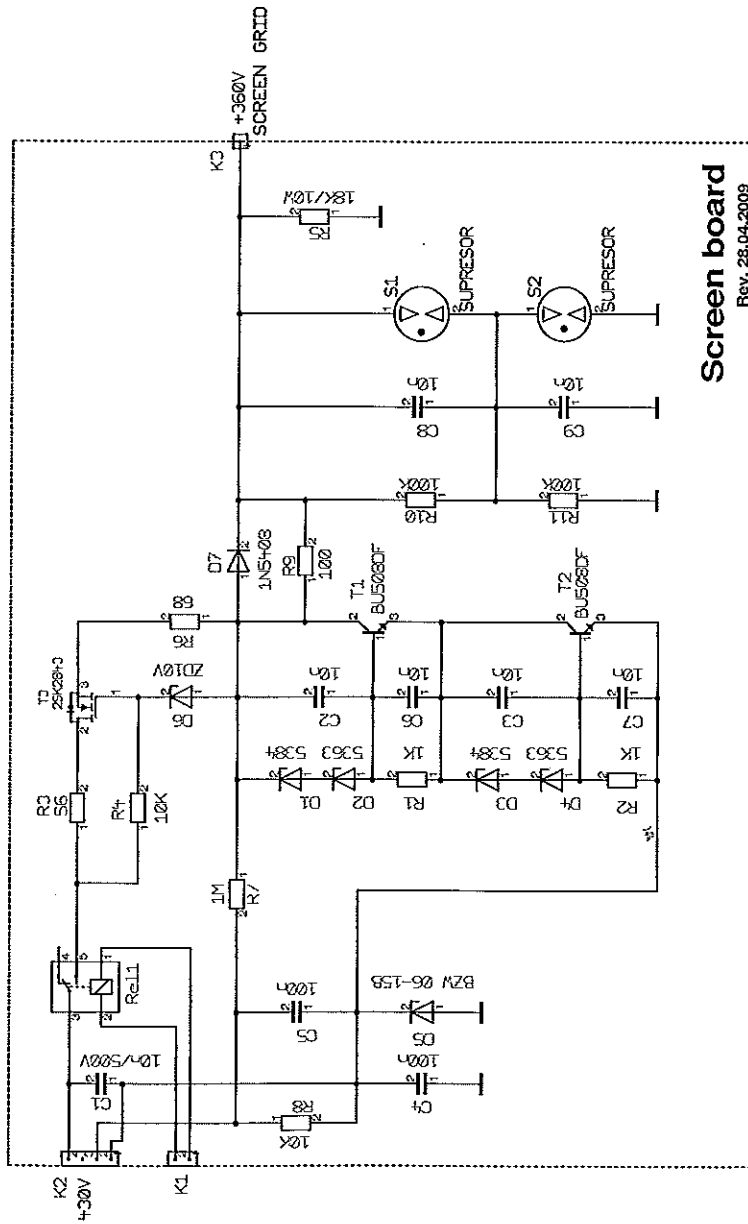 +360V
SCREEN GRID
K3
18K/10W
R5
S1
SUPRESOR
S2
SUPRESOR
C8
10n
C9
10n
R10
100K
R11
100K
D7
1N5408
R9
100
T1
BU508DF
T2
BU508DF
R6
68
T3
2SK2843
D6
ZD10V
C2
10n
C6
10n
C3
10n
C7
10n
D1
5384
D2
5363
R1
1K
D3
5384
D4
5363
R2
1K
R3
56
R4
10K
1M
R7
Rel1
C5
100n
BZW 06-15B
D5
10n/500V
C1
100n
C4
R8
10K
K2
430V
K1
Screen board
Rev. 28.04.2009